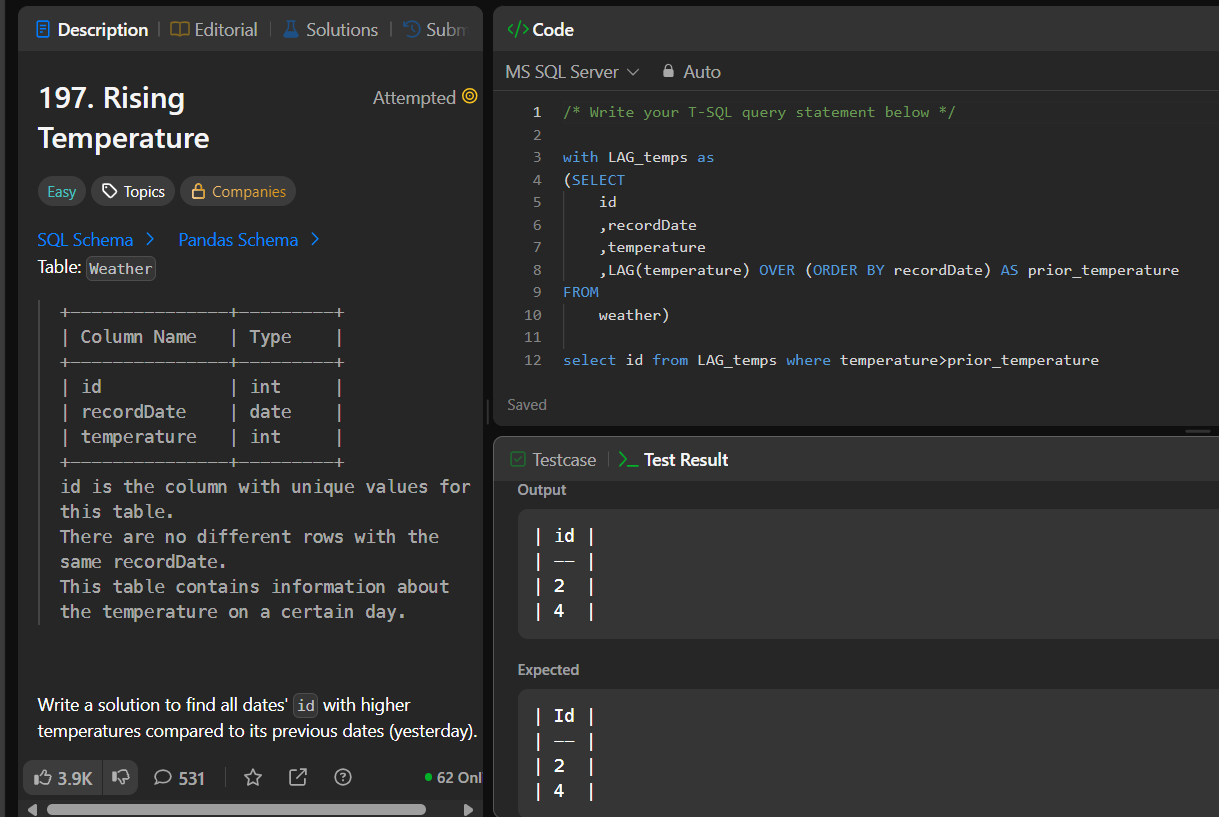 Description | Editorial | Solutions | Subm
197. Rising
Temperature
Attempted
Easy Topics Companies
SQL Schema > Pandas Schema >
Table: Weather
+---------------+---------+
| Column Name   | Type    |
+---------------+---------+
| id            | int     |
| recordDate    | date    |
| temperature   | int     |
+---------------+---------+
id is the column with unique values for
this table.
There are no different rows with the
same recordDate.
This table contains information about
the temperature on a certain day.
Write a solution to find all dates' id with higher
temperatures compared to its previous dates (yesterday).
3.9K 531 62 Onl
</> Code
MS SQL Server Auto
1 /* Write your T-SQL query statement below */
2
3 with LAG_temps as
4 (SELECT
5 id
6 ,recordDate
7 ,temperature
8 ,LAG(temperature) OVER (ORDER BY recordDate) AS prior_temperature
9 FROM
10 weather)
11
12 select id from LAG_temps where temperature>prior_temperature
Saved
Testcase | >_ Test Result
Output
| id |
| -- |
| 2  |
| 4  |
Expected
| Id |
| -- |
| 2  |
| 4  |